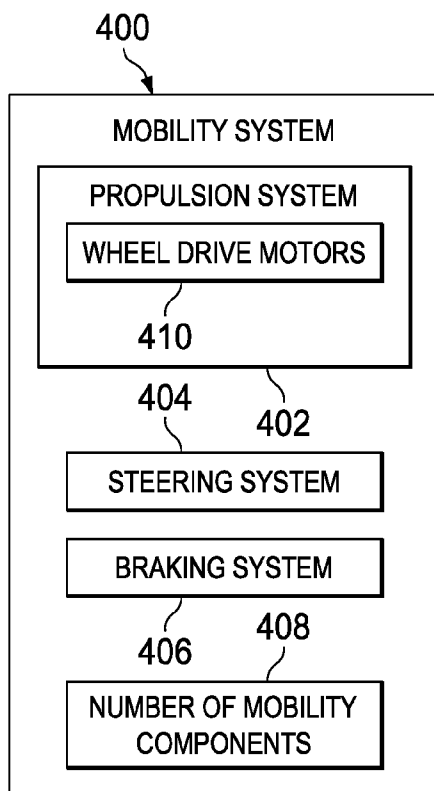 400
MOBILITY SYSTEM
PROPULSION SYSTEM
WHEEL DRIVE MOTORS
410
404
402
STEERING SYSTEM
BRAKING SYSTEM
406
408
NUMBER OF MOBILITY
COMPONENTS